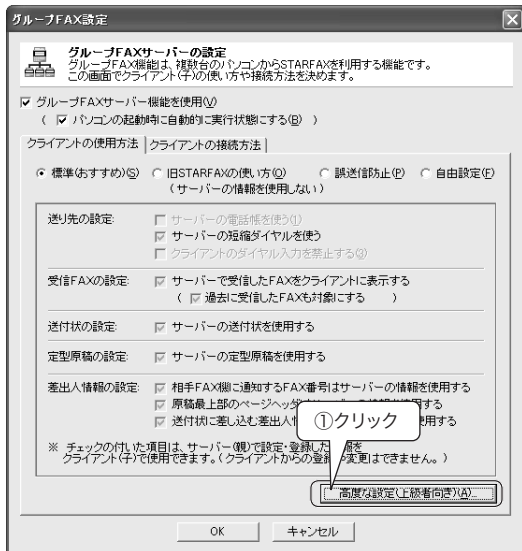 グループFAX設定
グループFAXサーバーの設定
グループFAX機能は、複数台のパソコンからSTARFAXを利用する機能です。
この画面でクライアント(子)の使い方や接続方法を決めます。
グループFAXサーバー機能を使用(V)
( パソコンの起動時に自動的に実行状態にする(B) )
クライアントの使用方法 クライアントの接続方法
標準(おすすめ)(S) 旧STARFAXの使い方(O) 誤送信防止(P) 自由設定(F)
(サーバーの情報を使用しない)
送り先の設定: サーバーの電話帳を使う(1)
サーバーの短縮ダイヤルを使う
クライアントのダイヤル入力を禁止する(3)
受信FAXの設定: サーバーで受信したFAXをクライアントに表示する
( 過去に受信したFAXも対象にする )
送付状の設定: サーバーの送付状を使用する
定型原稿の設定: サーバーの定型原稿を使用する
差出人情報の設定: 相手FAX機に通知するFAX番号はサーバーの情報を使用する
原稿最上部のページヘッダ 用する
送付状に差し込む差出人 使用する
①クリック
※ チェックの付いた項目は、サーバー(親)で設定・登録した
クライアント(子)で使用できます。(クライアントからの登録 変更はできません。)
高度な設定(上級者向き)(A)...
OK キャンセル